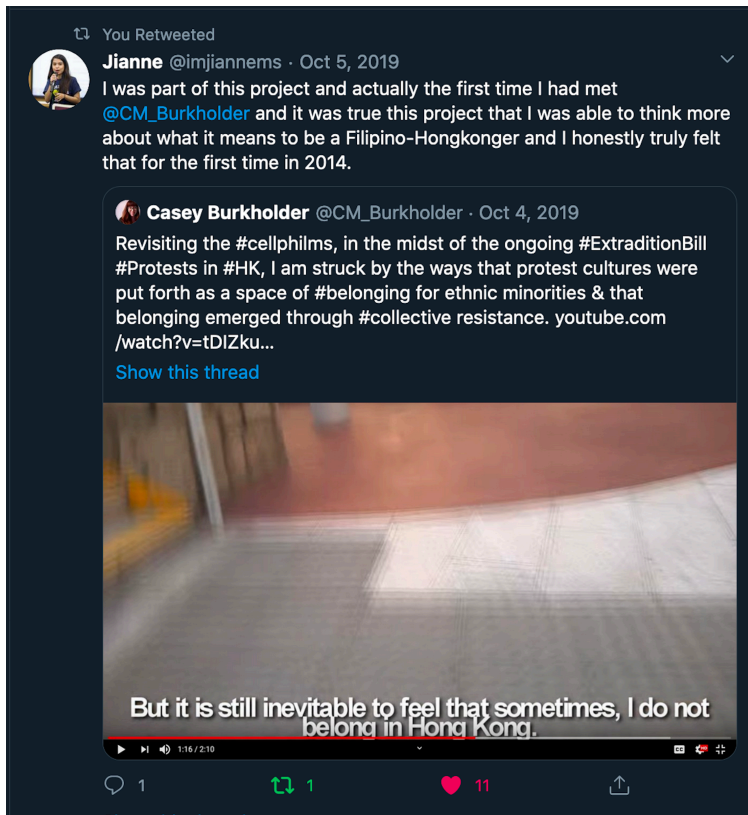 You Retweeted
Jianne @imjiannems · Oct 5, 2019
I was part of this project and actually the first time I had met
@CM_Burkholder and it was true this project that I was able to think more
about what it means to be a Filipino-Hongkonger and I honestly truly felt
that for the first time in 2014.
Casey Burkholder @CM_Burkholder · Oct 4, 2019
Revisiting the #cellphilms, in the midst of the ongoing #ExtraditionBill
#Protests in #HK, I am struck by the ways that protest cultures were
put forth as a space of #belonging for ethnic minorities & that
belonging emerged through #collective resistance. youtube.com
/watch?v=tDIZku...
Show this thread
But it is still inevitable to feel that sometimes, I do not
belong in Hong Kong.
1:16 / 2:10
1 1 11